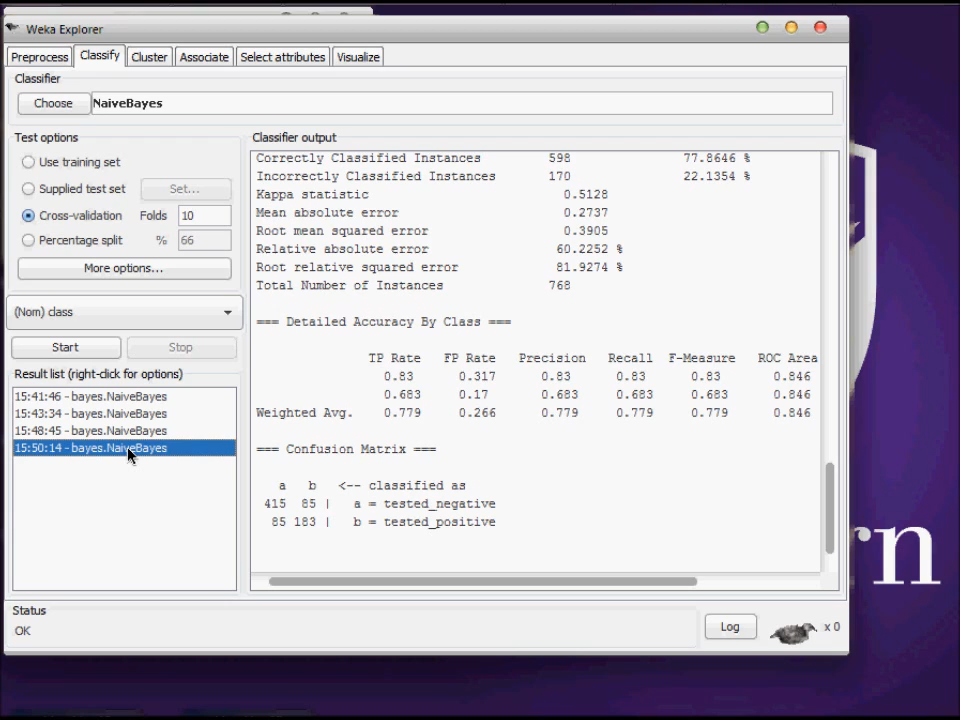 Weka Explorer
Preprocess Classify Cluster Associate Select attributes Visualize
Classifier
Choose NaiveBayes
Test options
Use training set
Supplied test set Set...
Cross-validation Folds 10
Percentage split % 66
More options...
(Nom) class
Start Stop
Result list (right-click for options)
15:41:46 - bayes.NaiveBayes
15:43:34 - bayes.NaiveBayes
15:48:45 - bayes.NaiveBayes
15:50:14 - bayes.NaiveBayes
Classifier output
Correctly Classified Instances 598 77.8646 %
Incorrectly Classified Instances 170 22.1354 %
Kappa statistic 0.5128
Mean absolute error 0.2737
Root mean squared error 0.3905
Relative absolute error 60.2252 %
Root relative squared error 81.9274 %
Total Number of Instances 768
=== Detailed Accuracy By Class ===
TP Rate FP Rate Precision Recall F-Measure ROC Area
0.83 0.317 0.83 0.83 0.83 0.846
0.683 0.17 0.683 0.683 0.683 0.846
Weighted Avg. 0.779 0.266 0.779 0.779 0.779 0.846
=== Confusion Matrix ===
a b <-- classified as
415 85 | a = tested_negative
85 183 | b = tested_positive
Status
OK
Log x 0
rn